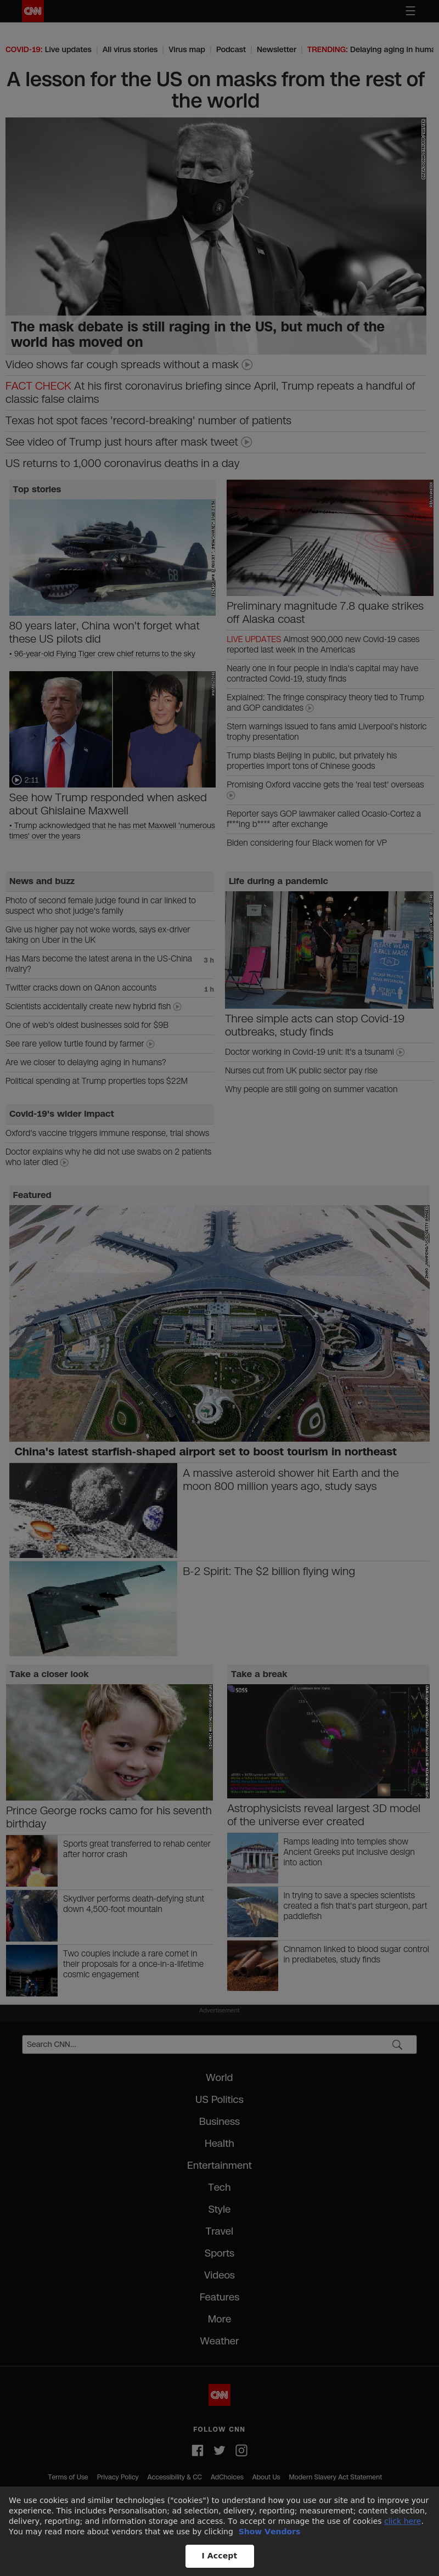 CNN
COVID-19: Live updates
All virus stories
Virus map
Podcast
Newsletter
TRENDING: Delaying aging in huma
A lesson for the US on masks from the rest of
the world
The mask debate is still raging in the US, but much of the
world has moved on
Video shows far cough spreads without a mask
FACT CHECK At his first coronavirus briefing since April, Trump repeats a handful of
classic false claims
Texas hot spot faces 'record-breaking' number of patients
See video of Trump just hours after mask tweet
US returns to 1,000 coronavirus deaths in a day
Top stories
80 years later, China won't forget what
these US pilots did
• 96-year-old Flying Tiger crew chief returns to the sky
2:11
See how Trump responded when asked
about Ghislaine Maxwell
• Trump acknowledged that he has met Maxwell 'numerous
times' over the years
Preliminary magnitude 7.8 quake strikes
off Alaska coast
LIVE UPDATES Almost 900,000 new Covid-19 cases
reported last week in the Americas
Nearly one in four people in India's capital may have
contracted Covid-19, study finds
Explained: The fringe conspiracy theory tied to Trump
and GOP candidates
Stern warnings issued to fans amid Liverpool's historic
trophy presentation
Trump blasts Beijing in public, but privately his
properties import tons of Chinese goods
Promising Oxford vaccine gets the 'real test' overseas
Reporter says GOP lawmaker called Ocasio-Cortez a
f***ing b**** after exchange
Biden considering four Black women for VP
News and buzz
Photo of second female judge found in car linked to
suspect who shot judge's family
Give us higher pay not woke words, says ex-driver
taking on Uber in the UK
Has Mars become the latest arena in the US-China
rivalry?
3 h
Twitter cracks down on QAnon accounts
1 h
Scientists accidentally create new hybrid fish
One of web's oldest businesses sold for $9B
See rare yellow turtle found by farmer
Are we closer to delaying aging in humans?
Political spending at Trump properties tops $22M
Covid-19's wider impact
Oxford's vaccine triggers immune response, trial shows
Doctor explains why he did not use swabs on 2 patients
who later died
Life during a pandemic
Three simple acts can stop Covid-19
outbreaks, study finds
Doctor working in Covid-19 unit: It's a tsunami
Nurses cut from UK public sector pay rise
Why people are still going on summer vacation
Featured
China's latest starfish-shaped airport set to boost tourism in northeast
A massive asteroid shower hit Earth and the
moon 800 million years ago, study says
B-2 Spirit: The $2 billion flying wing
Take a closer look
Prince George rocks camo for his seventh
birthday
Sports great transferred to rehab center
after horror crash
Skydiver performs death-defying stunt
down 4,500-foot mountain
Two couples include a rare comet in
their proposals for a once-in-a-lifetime
cosmic engagement
Take a break
SDSS
Astrophysicists reveal largest 3D model
of the universe ever created
Ramps leading into temples show
Ancient Greeks put inclusive design
into action
In trying to save a species scientists
created a fish that's part sturgeon, part
paddlefish
Cinnamon linked to blood sugar control
in prediabetes, study finds
Advertisement
Search CNN...
World
US Politics
Business
Health
Entertainment
Tech
Style
Travel
Sports
Videos
Features
More
Weather
CNN
FOLLOW CNN
Terms of Use
Privacy Policy
Accessibility & CC
AdChoices
About Us
Modern Slavery Act Statement
We use cookies and similar technologies ("cookies") to understand how you use our site and to improve your
experience. This includes Personalisation; ad selection, delivery, reporting; measurement; content selection,
delivery, reporting; and information storage and access. To accept or manage the use of cookies click here.
You may read more about vendors that we use by clicking Show Vendors
I Accept